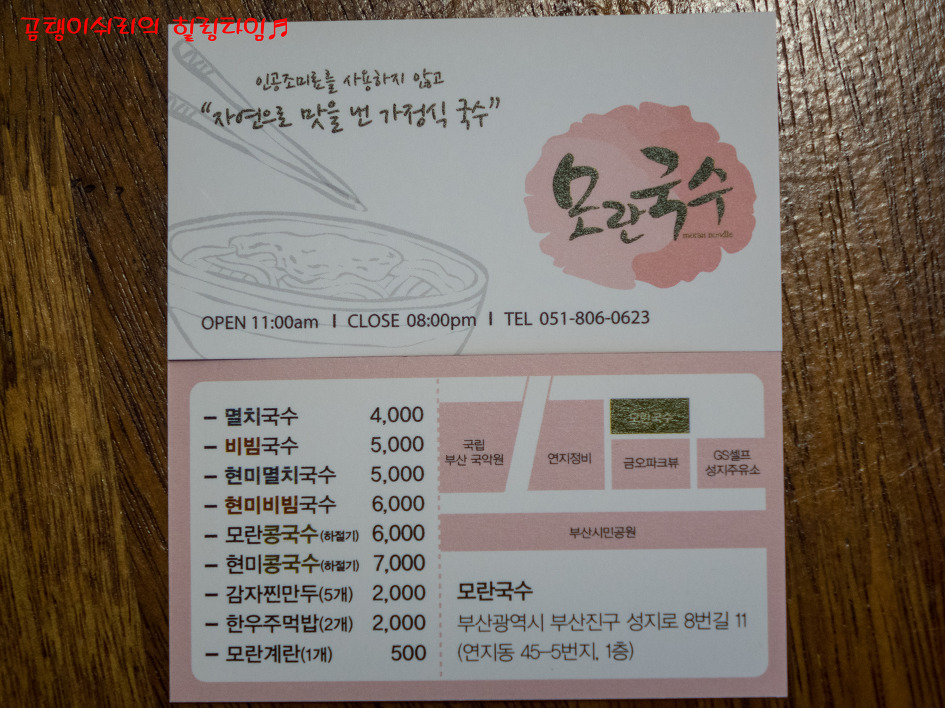 곰탱이쉬리의 힐링타임♬
인공조미료를 사용하지 않고
"자연으로 맛을 낸 가정식 국수"
모란국수
moran noodle
OPEN 11:00am I CLOSE 08:00pm I TEL 051-806-0623
- 멸치국수 4,000
- 비빔국수 5,000
- 현미멸치국수 5,000
- 현미비빔국수 6,000
- 모란콩국수(하절기) 6,000
- 현미콩국수(하절기) 7,000
- 감자찐만두(5개) 2,000
- 한우주먹밥(2개) 2,000
- 모란계란(1개) 500
국립
부산 국악원
연지정비
모란국수
금오파크뷰
GS셀프
성지주유소
부산시민공원
모란국수
부산광역시 부산진구 성지로 8번길 11
(연지동 45-5번지, 1층)